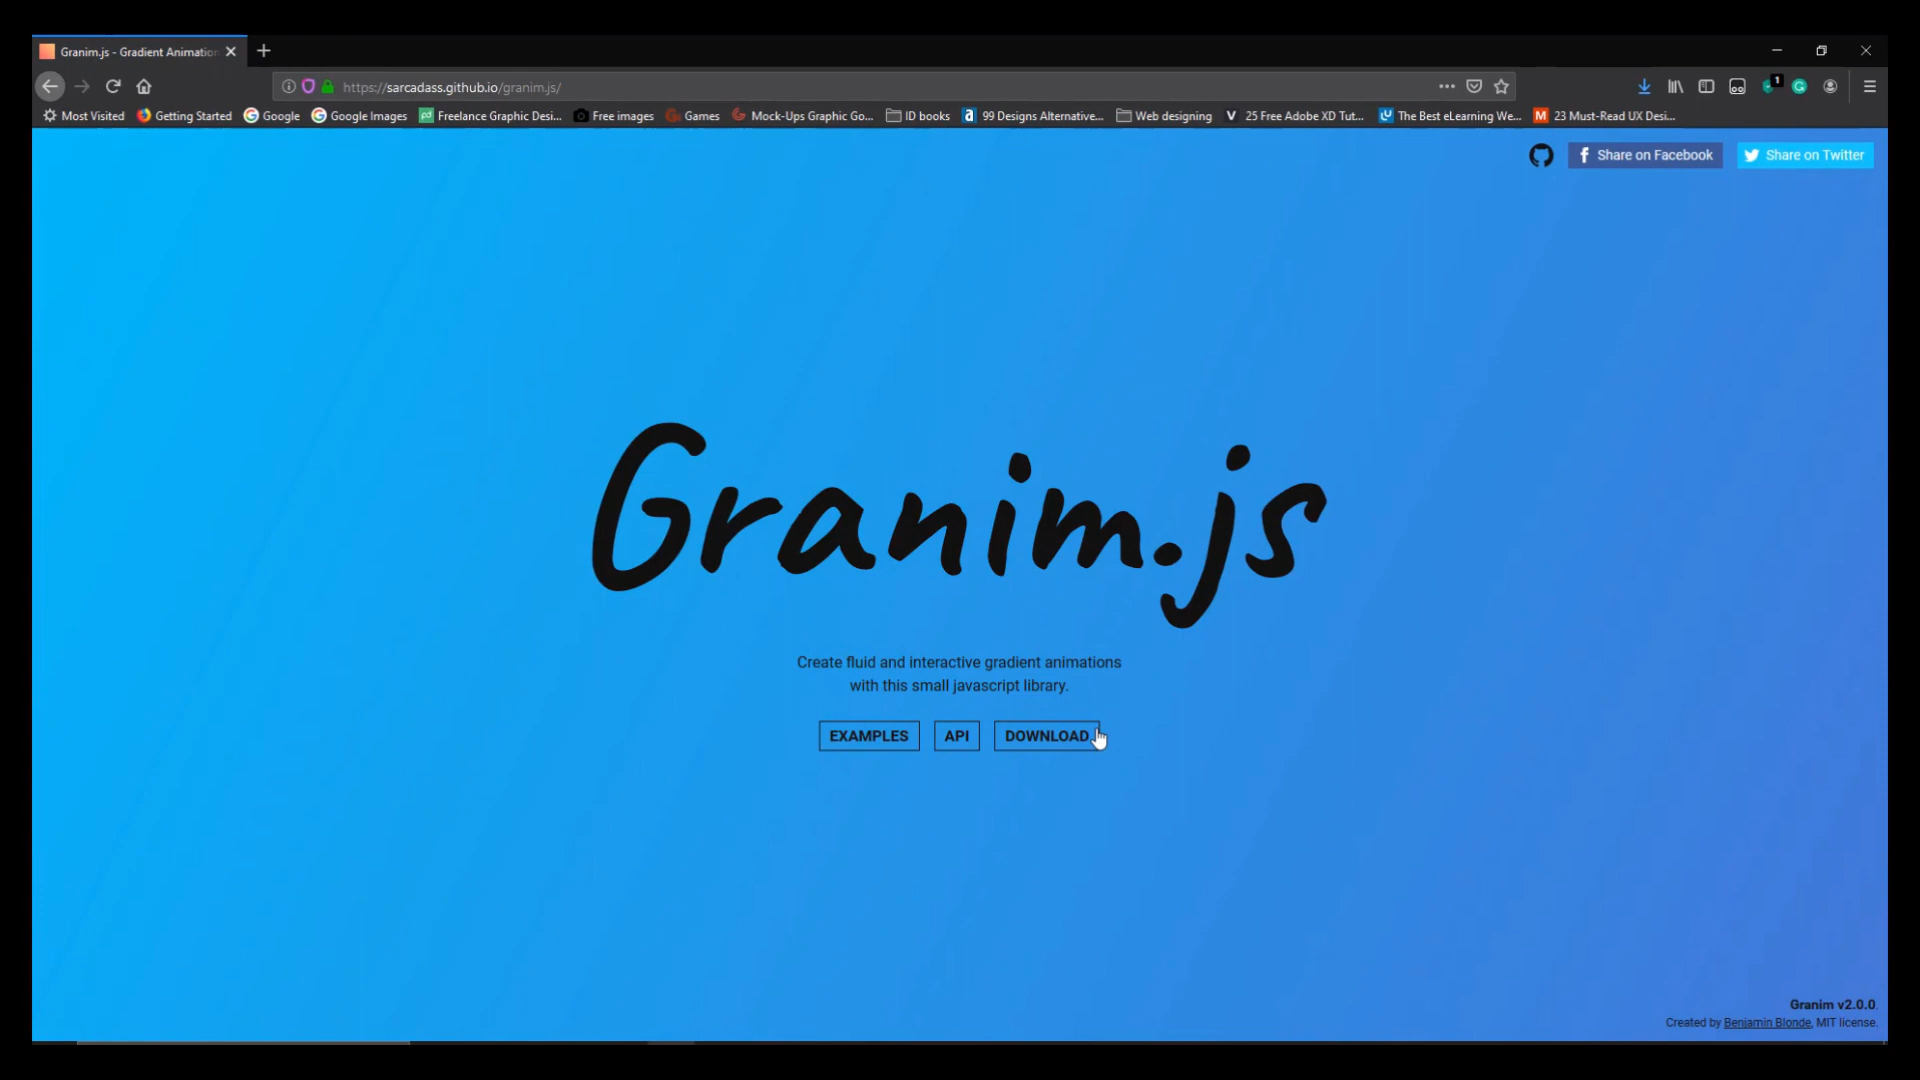 Granim.js - Gradient Animation
https://sarcadass.github.io/granim.js/
1
Most Visited
Getting Started
Google
Google Images
Freelance Graphic Desi...
Free images
Games
Mock-Ups Graphic Go...
ID books
99 Designs Alternative...
Web designing
25 Free Adobe XD Tut...
The Best eLearning We...
23 Must-Read UX Desi...
Share on Facebook
Share on Twitter
Granim.js
Create fluid and interactive gradient animations
with this small javascript library.
EXAMPLES
API
DOWNLOAD
Granim v2.0.0.
Created by Benjamin Blonde, MIT license.